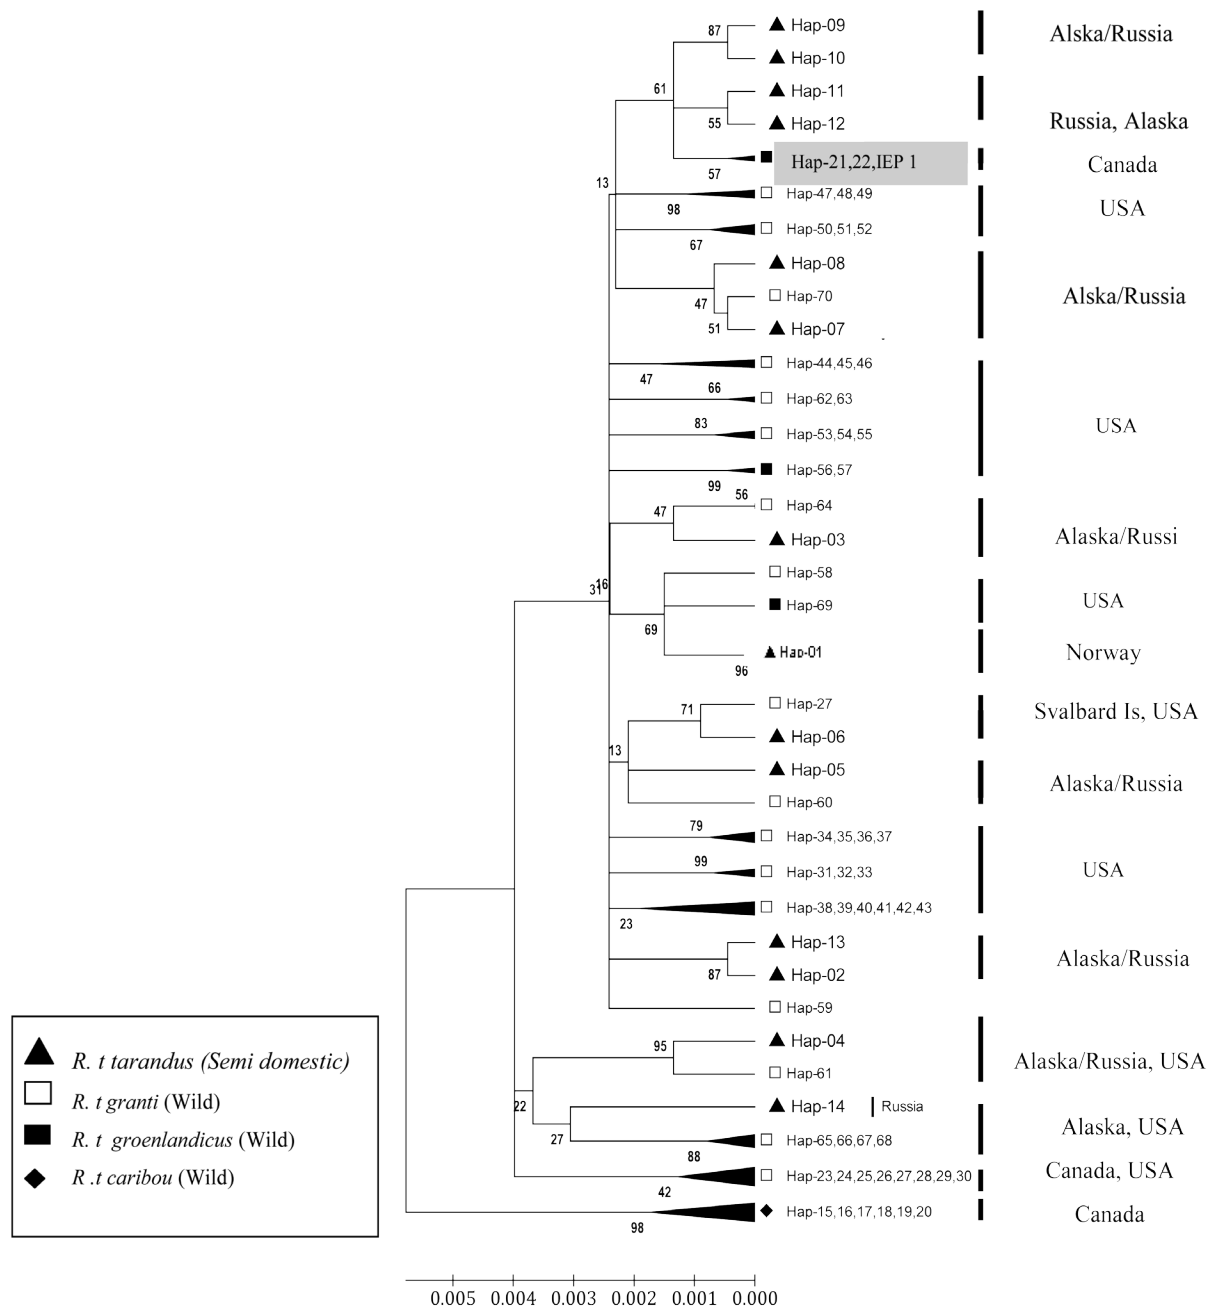 87
Hap-09
Alska/Russia
Hap-10
61
Hap-11
55
Hap-12
Russia, Alaska
57
Hap-21,22,IEP 1
Canada
13
98
Hap-47,48,49
USA
67
Hap-50,51,52
Hap-08
47
Hap-70
Alska/Russia
51
Hap-07
47
Hap-44,45,46
66
Hap-62,63
USA
83
Hap-53,54,55
99
Hap-56,57
56
47
Hap-64
Hap-03
Alaska/Russi
Hap-58
16
31
Hap-69
USA
69
96
Hap-01
Norway
71
Hap-27
Svalbard Is, USA
Hap-06
13
Hap-05
Alaska/Russia
Hap-60
79
Hap-34,35,36,37
99
Hap-31,32,33
USA
23
Hap-38,39,40,41,42,43
Hap-13
Alaska/Russia
87
Hap-02
Hap-59
95
Hap-04
Alaska/Russia, USA
Hap-61
22
Hap-14
Russia
27
88
Hap-65,66,67,68
Alaska, USA
42
Hap-23,24,25,26,27,28,29,30
Canada, USA
98
Hap-15,16,17,18,19,20
Canada
R. t tarandus (Semi domestic)
R. t granti (Wild)
R. t groenlandicus (Wild)
R .t caribou (Wild)
0.005 0.004 0.003 0.002 0.001 0.000